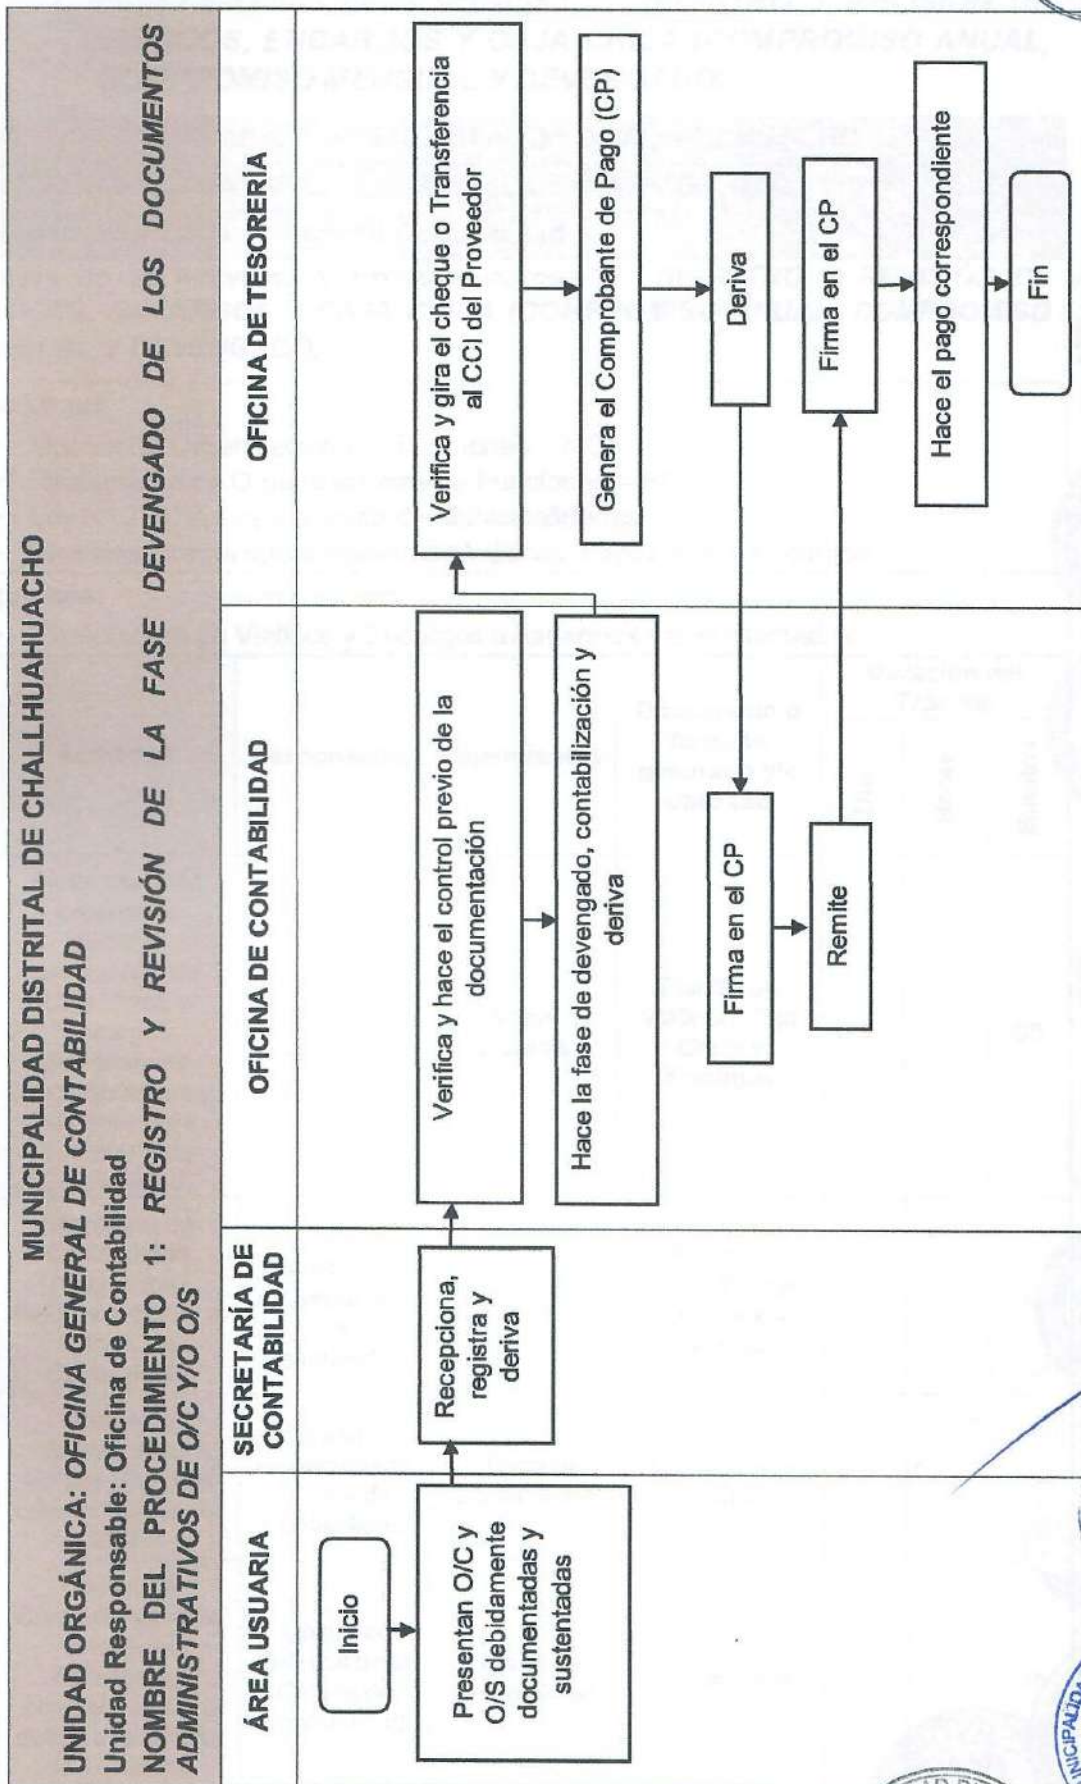 MUNICIPALIDAD DISTRITAL DE CHALLHUAHUACHO
UNIDAD ORGÁNICA: OFICINA GENERAL DE CONTABILIDAD
Unidad Responsable: Oficina de Contabilidad
NOMBRE DEL PROCEDIMIENTO 1: REGISTRO Y REVISIÓN DE LA FASE DEVENGADO DE LOS DOCUMENTOS
ADMINISTRATIVOS DE O/C Y/O O/S
ÁREA USUARIA
SECRETARÍA DE
CONTABILIDAD
OFICINA DE CONTABILIDAD
OFICINA DE TESORERÍA
Inicio
Presentan O/C y
O/S debidamente
documentadas y
sustentadas
Recepciona,
registra y
deriva
Verifica y hace el control previo de la
documentación
Hace la fase de devengado, contabilización y
deriva
Verifica y gira el cheque o Transferencia
al CCI del Proveedor
Genera el Comprobante de Pago (CP)
Deriva
Firma en el CP
Remite
Firma en el CP
Hace el pago correspondiente
Fin